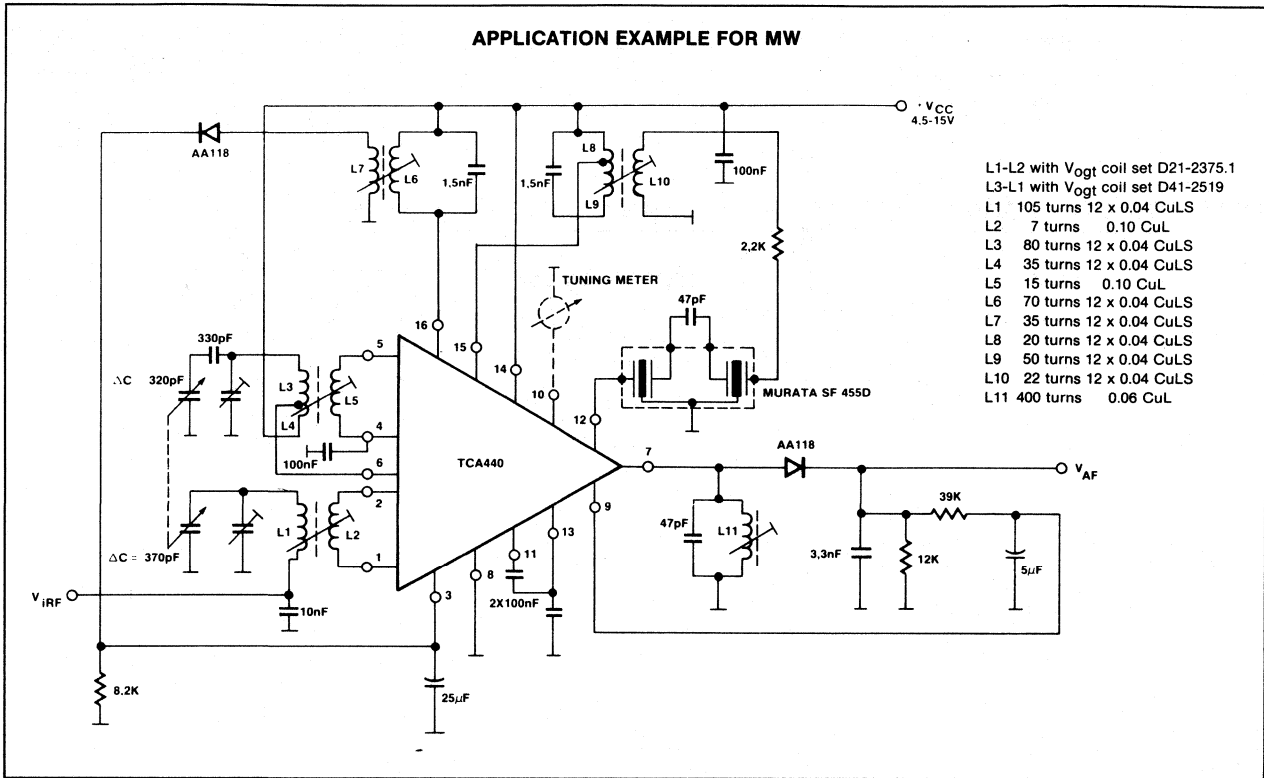 APPLICATION EXAMPLE FOR MW
VCC
4.5-15V
AA118
L7
L6
1,5nF
1,5nF
L8
L9
L10
100nF
2,2K
TUNING METER
47pF
MURATA SF 455D
330pF
ΔC 320pF
L3
L4
L5
100nF
5
4
6
2
1
16
15
14
10
12
TCA440
7
9
13
11
8
3
L1
L2
ΔC = 370pF
ViRF
10nF
2X100nF
8.2K
25μF
AA118
VAF
47pF
L11
3,3nF
12K
39K
5μF
L1-L2 with Vogt coil set D21-2375.1
L3-L1 with Vogt coil set D41-2519
L1 105 turns 12 x 0.04 CuLS
L2 7 turns 0.10 CuL
L3 80 turns 12 x 0.04 CuLS
L4 35 turns 12 x 0.04 CuLS
L5 15 turns 0.10 CuL
L6 70 turns 12 x 0.04 CuLS
L7 35 turns 12 x 0.04 CuLS
L8 20 turns 12 x 0.04 CuLS
L9 50 turns 12 x 0.04 CuLS
L10 22 turns 12 x 0.04 CuLS
L11 400 turns 0.06 CuL